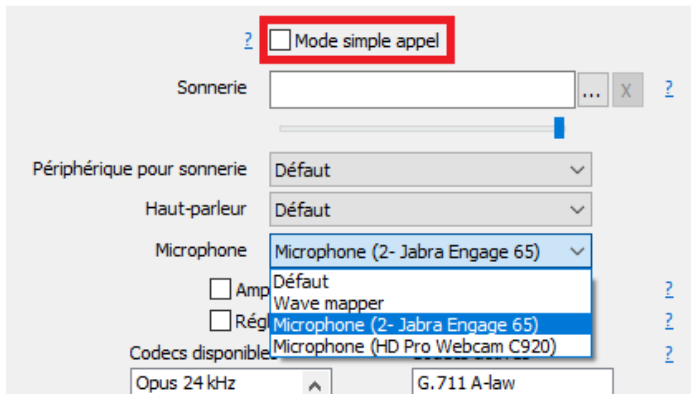 ? Mode simple appel
Sonnerie ... X ?
Périphérique pour sonnerie Défaut
Haut-parleur Défaut
Microphone Microphone (2- Jabra Engage 65)
Défaut
Amp ?
Wave mapper
Rég Microphone (2- Jabra Engage 65) ?
Microphone (HD Pro Webcam C920)
Codecs disponible ?
Opus 24 kHz G.711 A-law